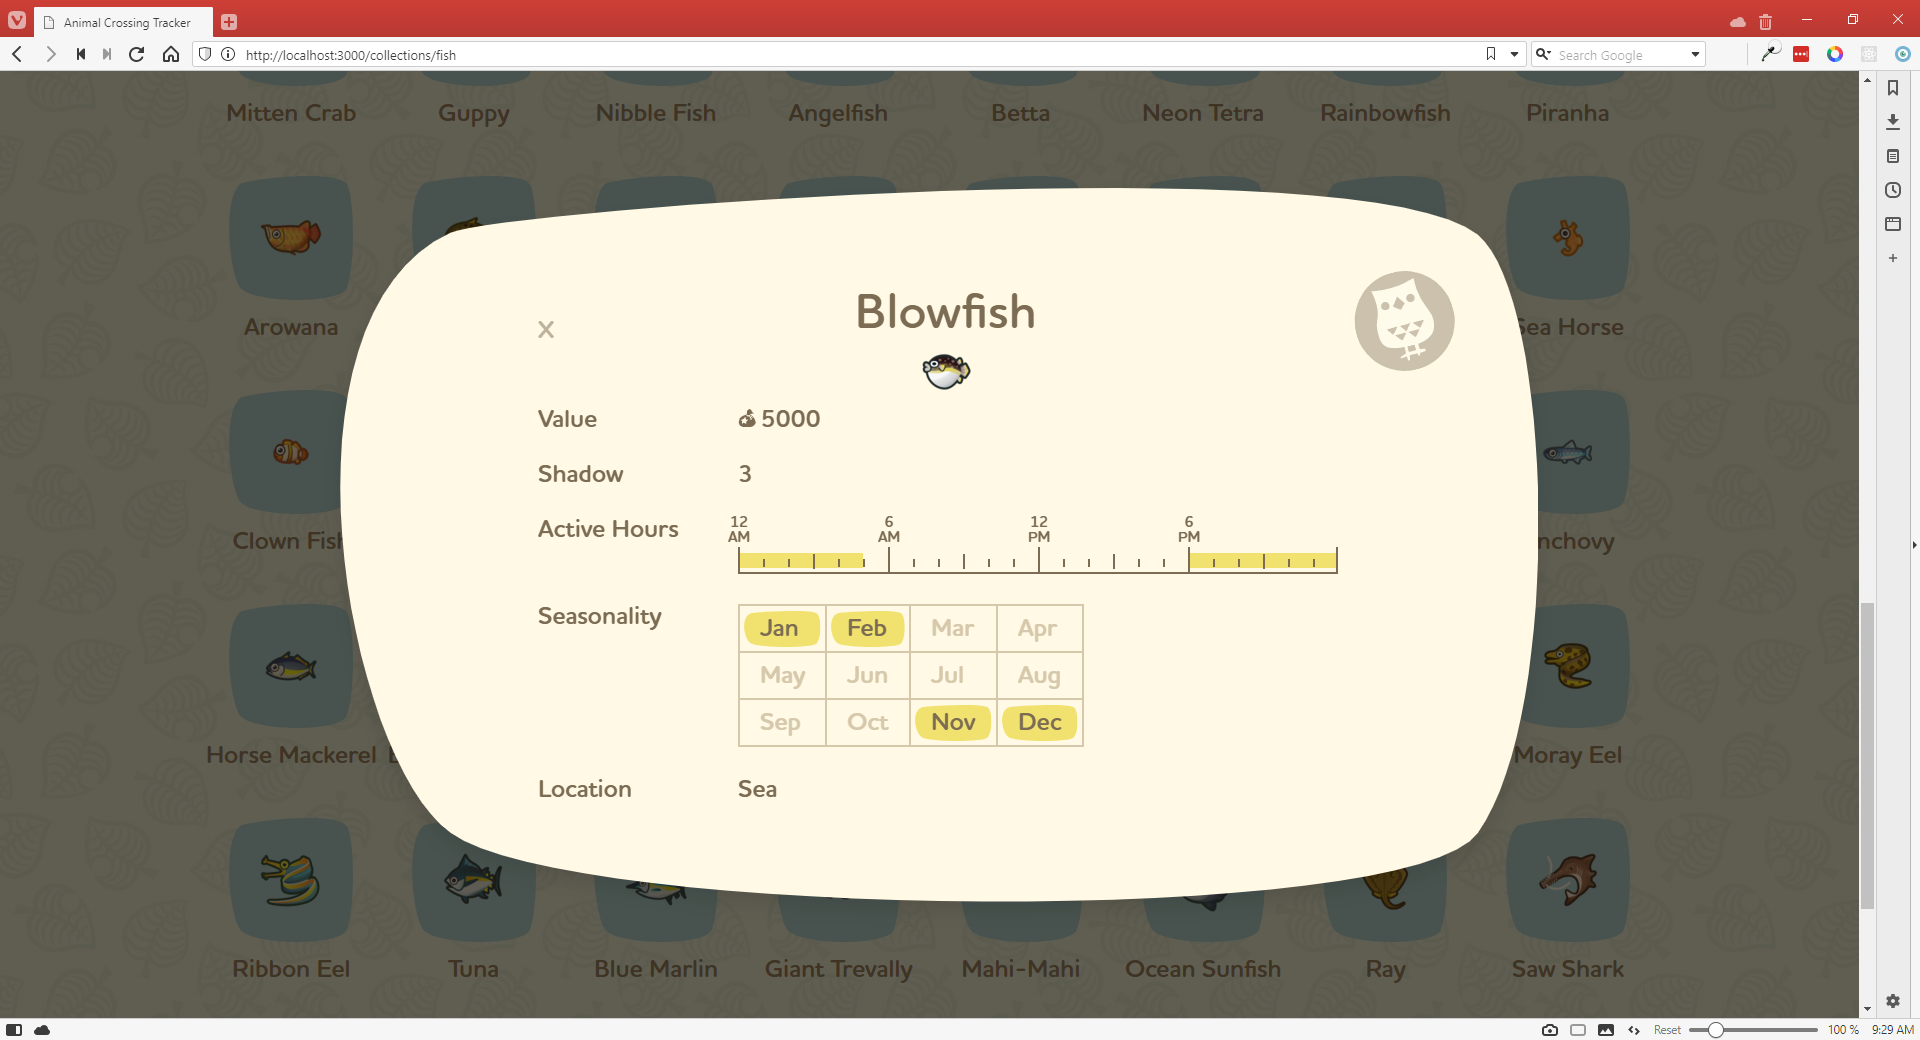 Animal Crossing Tracker
http://localhost:3000/collections/fish
Search Google
Mitten Crab Guppy Nibble Fish Angelfish Betta Neon Tetra Rainbowfish Piranha
Blowfish
x
Arowana
Sea Horse
Value 5000
Shadow 3
Active Hours
12 AM 6 AM 12 PM 6 PM
Clown Fish
nchovy
Seasonality
Jan Feb Mar Apr
May Jun Jul Aug
Sep Oct Nov Dec
Horse Mackerel
Moray Eel
Location Sea
Ribbon Eel Tuna Blue Marlin Giant Trevally Mahi-Mahi Ocean Sunfish Ray Saw Shark
Reset 100 % 9:29 AM